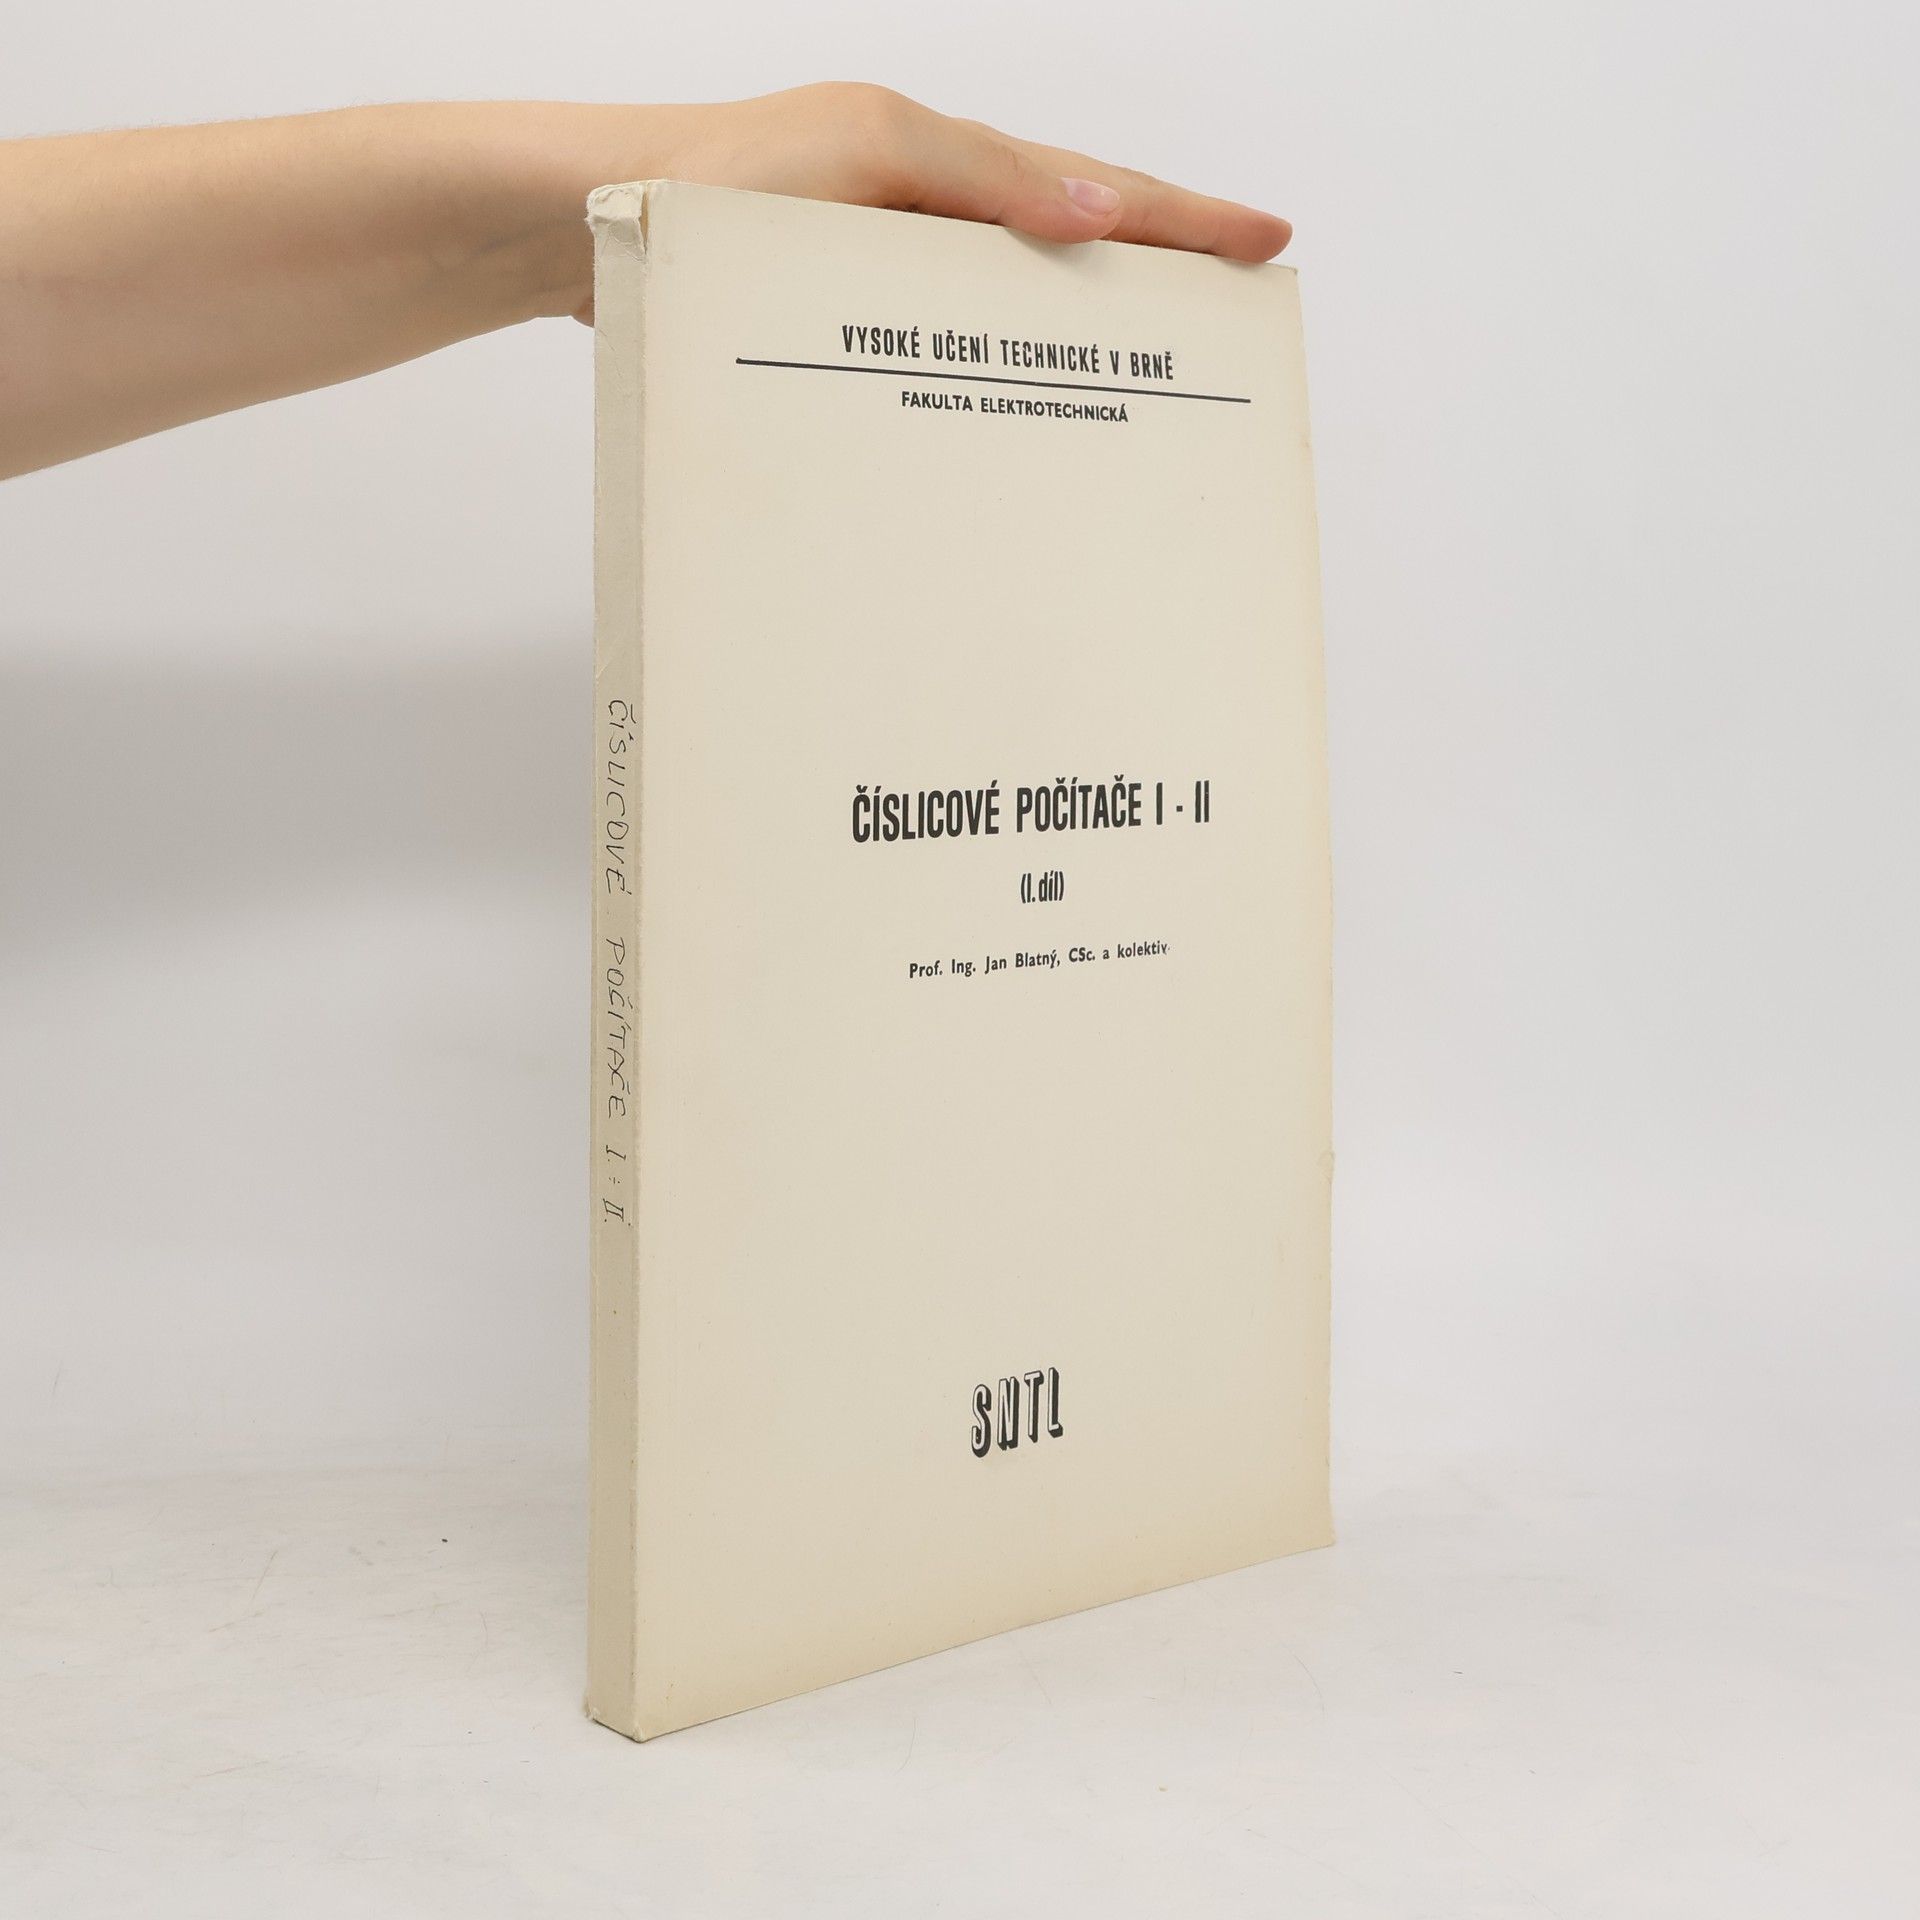 VYSOKÉ UČENÍ TECHNICKÉ V BRNĚ
FAKULTA ELEKTROTECHNICKÁ
ČÍSLICOVÉ POČÍTAČE I - II
(I. díl)
Prof. Ing. Jan Blatný, CSc. a kolektiv
SNTL
ČÍSLICOVÉ POČÍTAČE I. ÷ II.